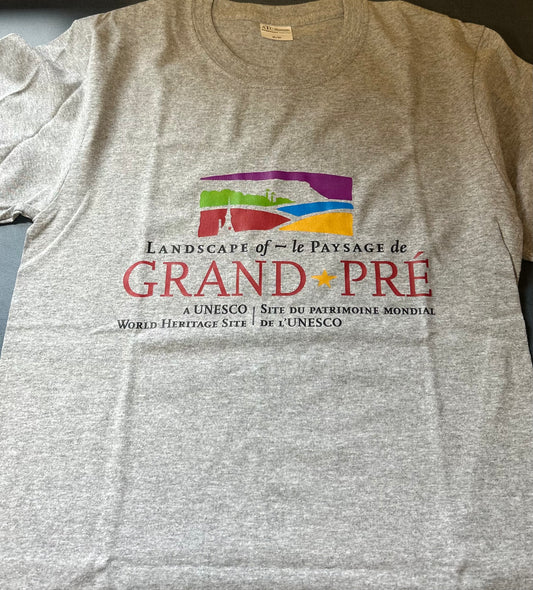 LANDSCAPE of – le PAYSAGE de
GRAND★PRÉ
A UNESCO | SITE DU PATRIMOINE MONDIAL
WORLD HERITAGE SITE | DE L'UNESCO